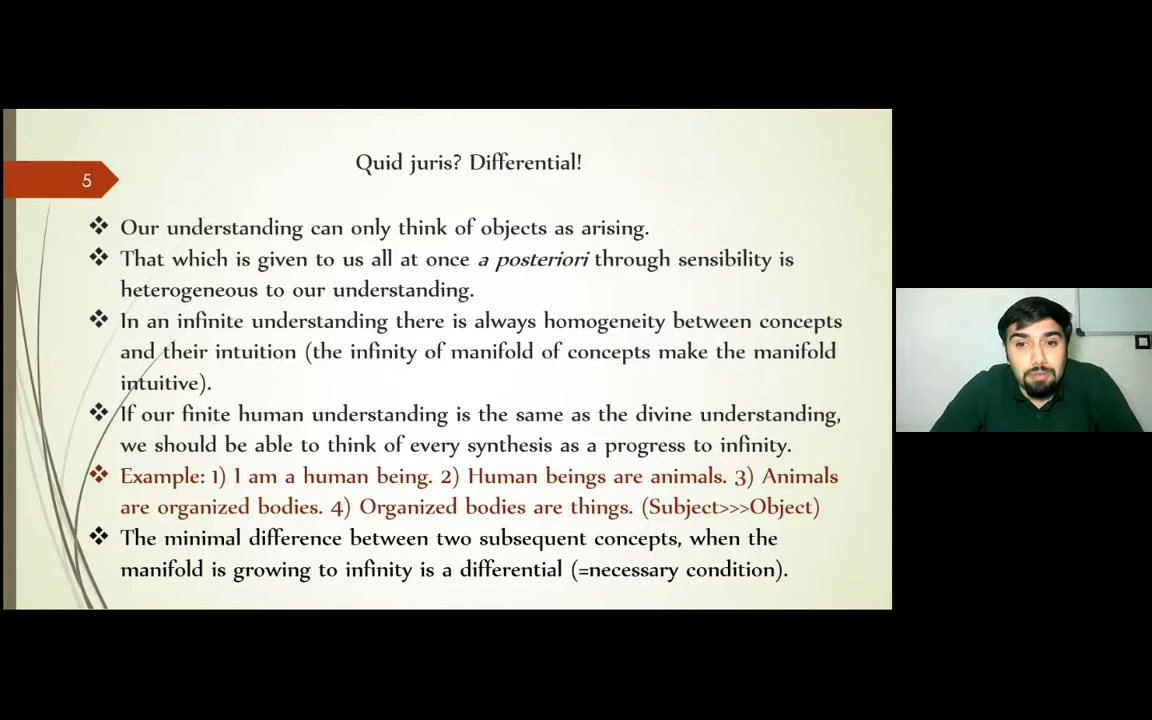 Quid juris? Differential!
5
❖ Our understanding can only think of objects as arising.
❖ That which is given to us all at once a posteriori through sensibility is
heterogeneous to our understanding.
❖ In an infinite understanding there is always homogeneity between concepts
and their intuition (the infinity of manifold of concepts make the manifold
intuitive).
❖ If our finite human understanding is the same as the divine understanding,
we should be able to think of every synthesis as a progress to infinity.
❖ Example: 1) I am a human being. 2) Human beings are animals. 3) Animals
are organized bodies. 4) Organized bodies are things. (Subject>>>Object)
❖ The minimal difference between two subsequent concepts, when the
manifold is growing to infinity is a differential (=necessary condition).